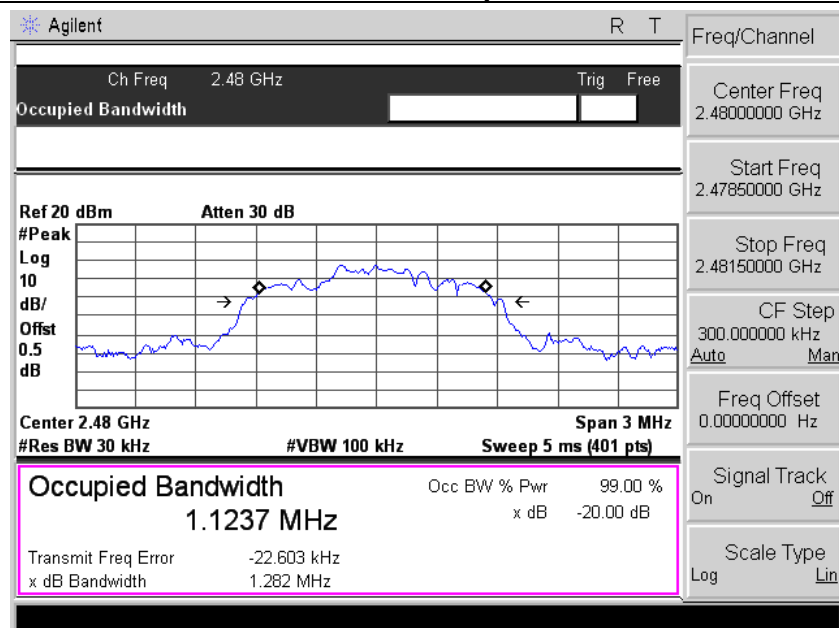 Agilent R T
Ch Freq 2.48 GHz Trig Free
Occupied Bandwidth
Ref 20 dBm Atten 30 dB
#Peak
Log
10
dB/
Offst
0.5
dB
Center 2.48 GHz Span 3 MHz
#Res BW 30 kHz #VBW 100 kHz Sweep 5 ms (401 pts)
Occupied Bandwidth Occ BW % Pwr 99.00 %
1.1237 MHz x dB -20.00 dB
Transmit Freq Error -22.603 kHz
x dB Bandwidth 1.282 MHz
Freq/Channel
Center Freq
2.48000000 GHz
Start Freq
2.47850000 GHz
Stop Freq
2.48150000 GHz
CF Step
300.000000 kHz
Auto Man
Freq Offset
0.00000000 Hz
Signal Track
On Off
Scale Type
Log Lin